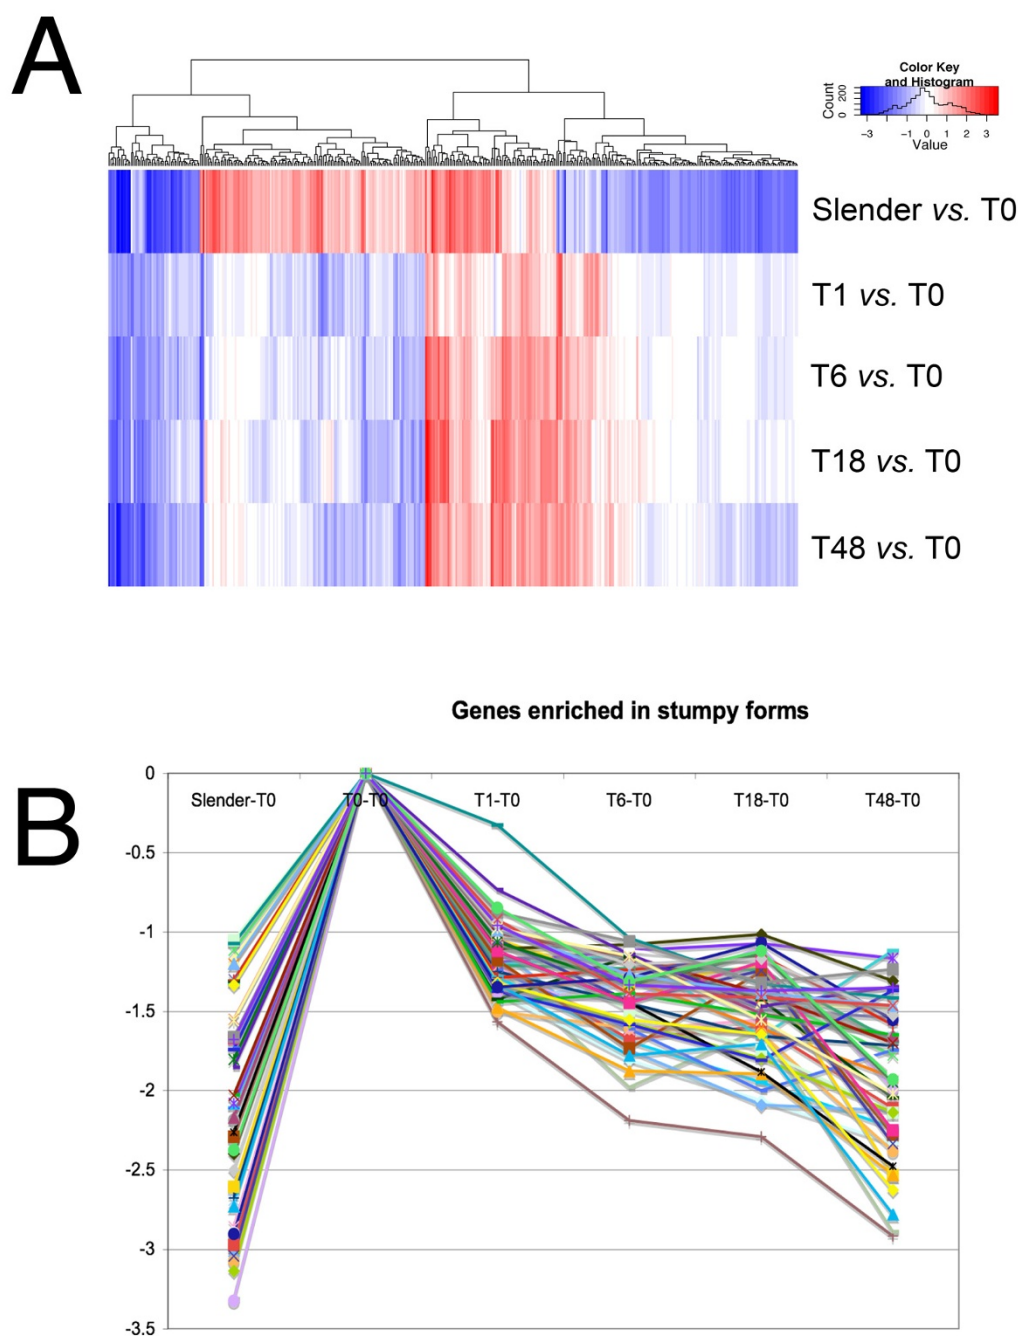 A
Color Key
and Histogram
Count
0 200
-3 -1 0 1 2 3
Value
Slender vs. T0
T1 vs. T0
T6 vs. T0
T18 vs. T0
T48 vs. T0
Genes enriched in stumpy forms
B
0
Slender-T0 T0-T0 T1-T0 T6-T0 T18-T0 T48-T0
-0.5
-1
-1.5
-2
-2.5
-3
-3.5